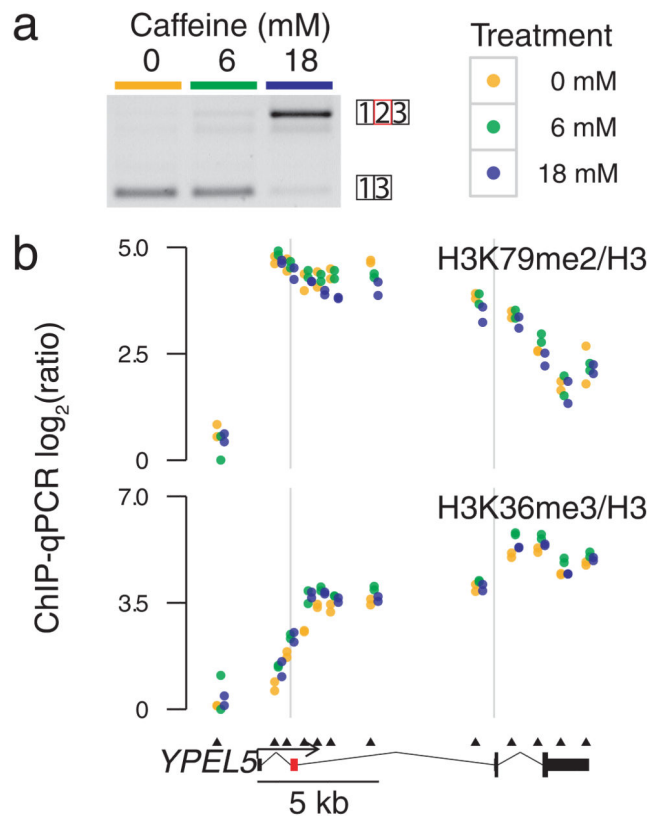 a
Caffeine (mM)
0 6 18
123
13
Treatment
0 mM
6 mM
18 mM
b
ChIP-qPCR log2(ratio)
5.0
2.5
0
H3K79me2/H3
7.0
3.5
0
H3K36me3/H3
YPEL5
5 kb